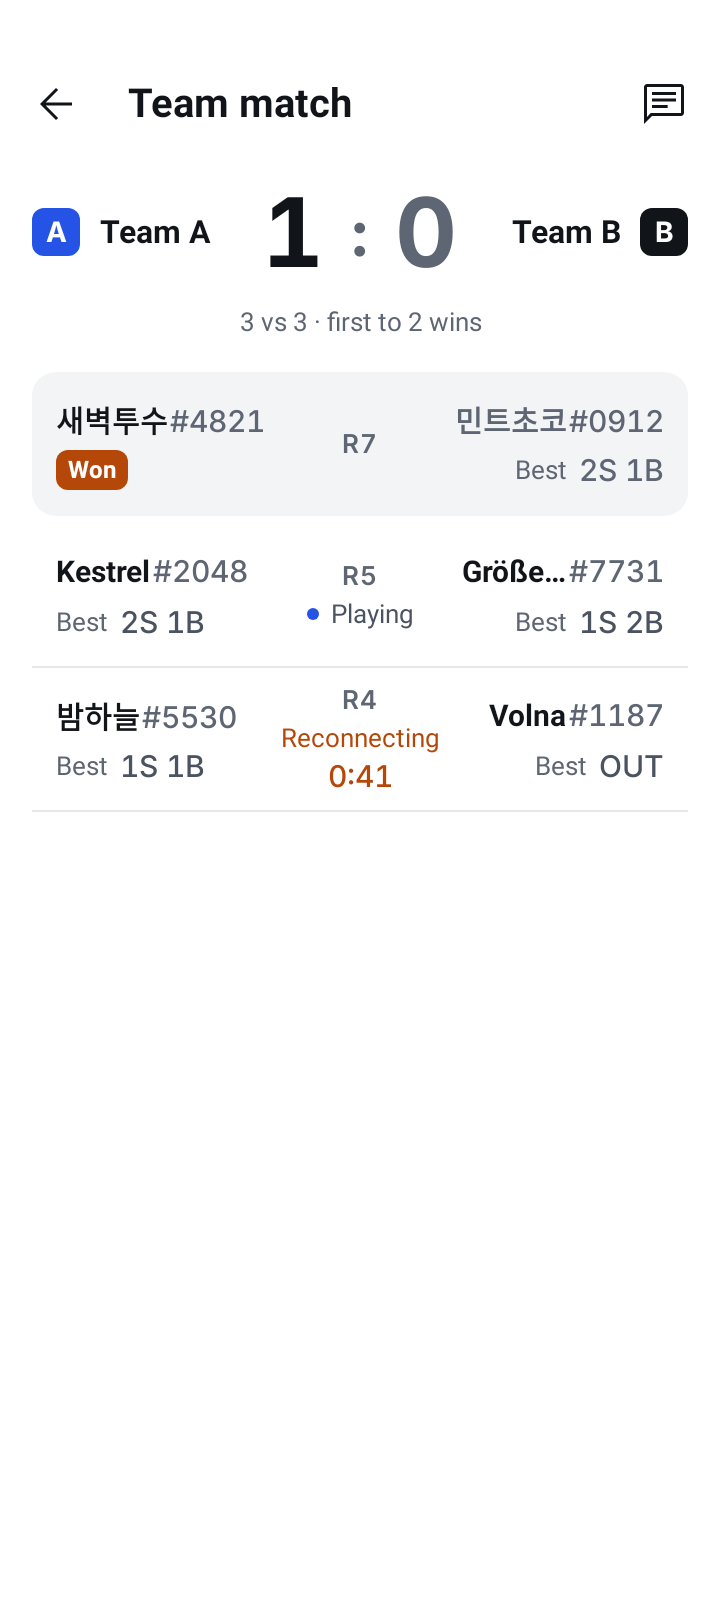 Team match
A Team A 1 : 0 Team B B
3 vs 3 · first to 2 wins
새벽투수#4821 R7 민트초코#0912
Won Best 2S 1B
Kestrel#2048 R5 Größe...#7731
Best 2S 1B Playing Best 1S 2B
밤하늘#5530 R4 Volna#1187
Reconnecting
Best 1S 1B 0:41 Best OUT